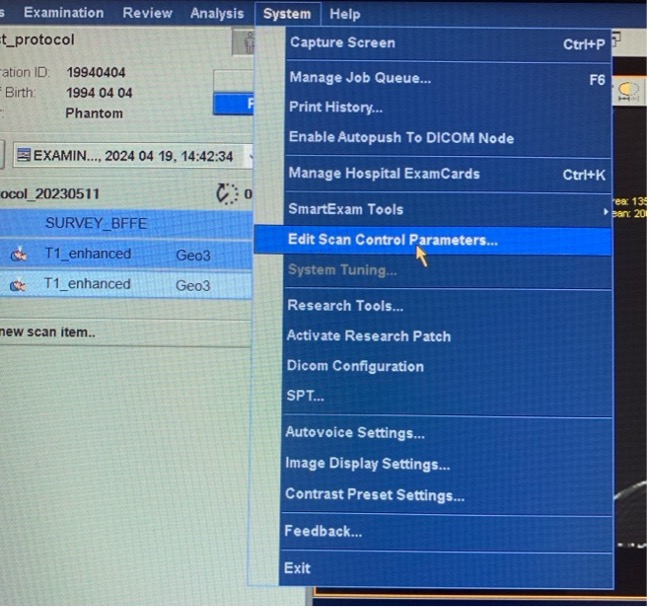 s Examination Review Analysis System Help
t_protocol
ration ID: 19940404
Birth: 1994 04 04
Phantom
EXAMIN..., 2024 04 19, 14:42:34
ocol_20230511 0
SURVEY_BFFE
T1_enhanced Geo3
T1_enhanced Geo3
new scan item..
Capture Screen Ctrl+P
Manage Job Queue... F6
Print History...
Enable Autopush To DICOM Node
Manage Hospital ExamCards Ctrl+K
SmartExam Tools
Edit Scan Control Parameters...
System Tuning...
Research Tools...
Activate Research Patch
Dicom Configuration
SPT...
Autovoice Settings...
Image Display Settings...
Contrast Preset Settings...
Feedback...
Exit
rea: 135
ean: 20